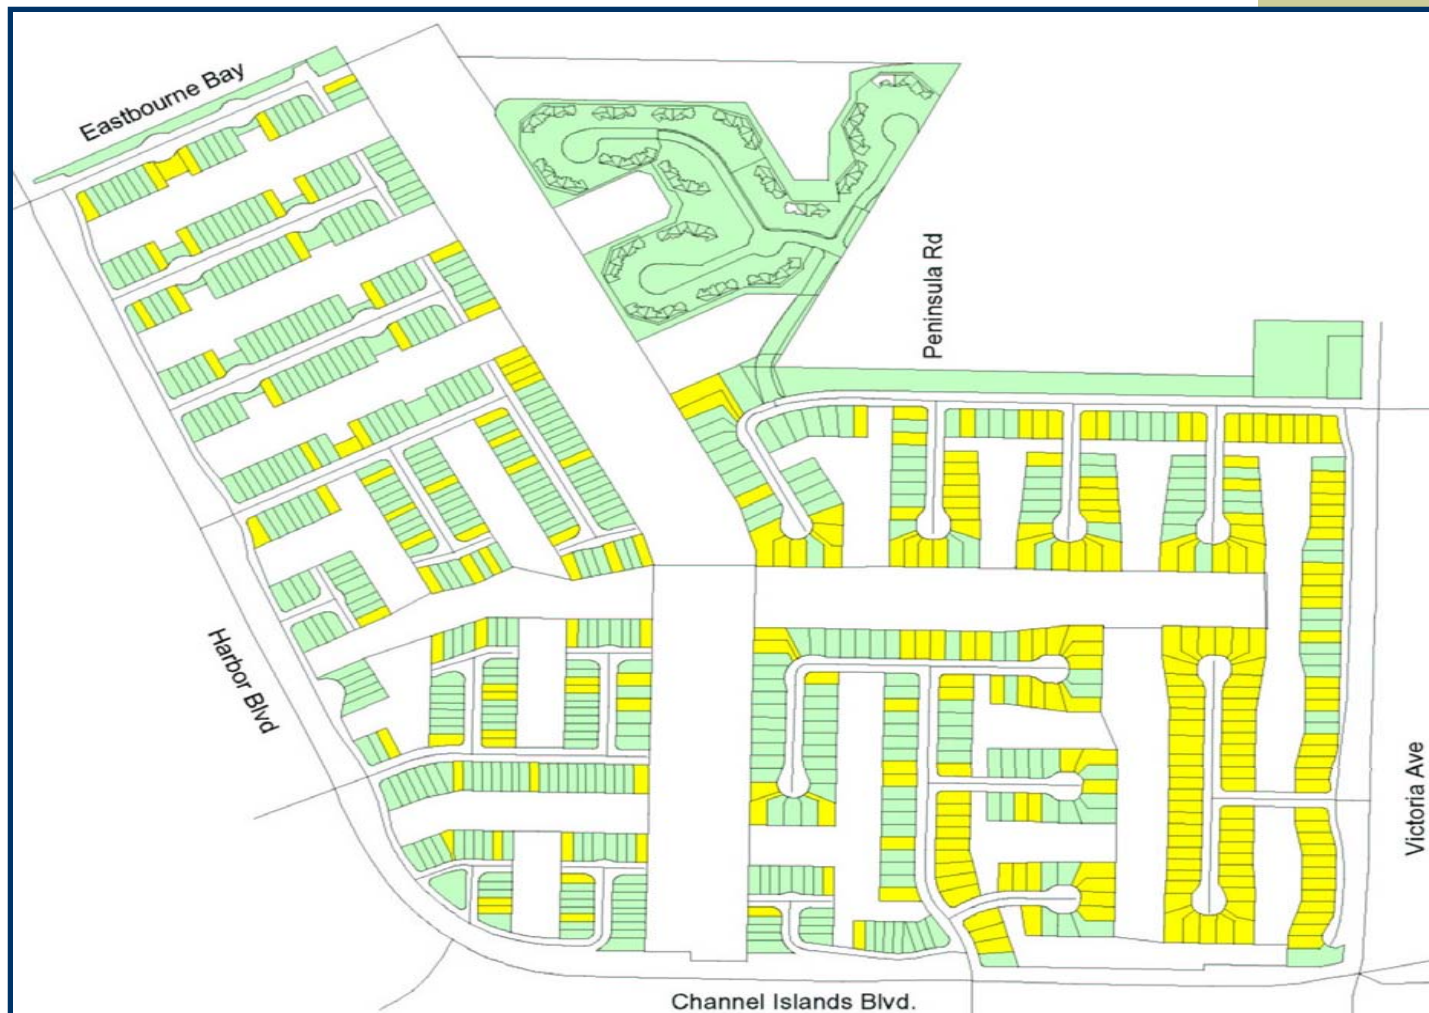 Eastbourne Bay
Peninsula Rd
Harbor Blvd
Victoria Ave
Channel Islands Blvd.